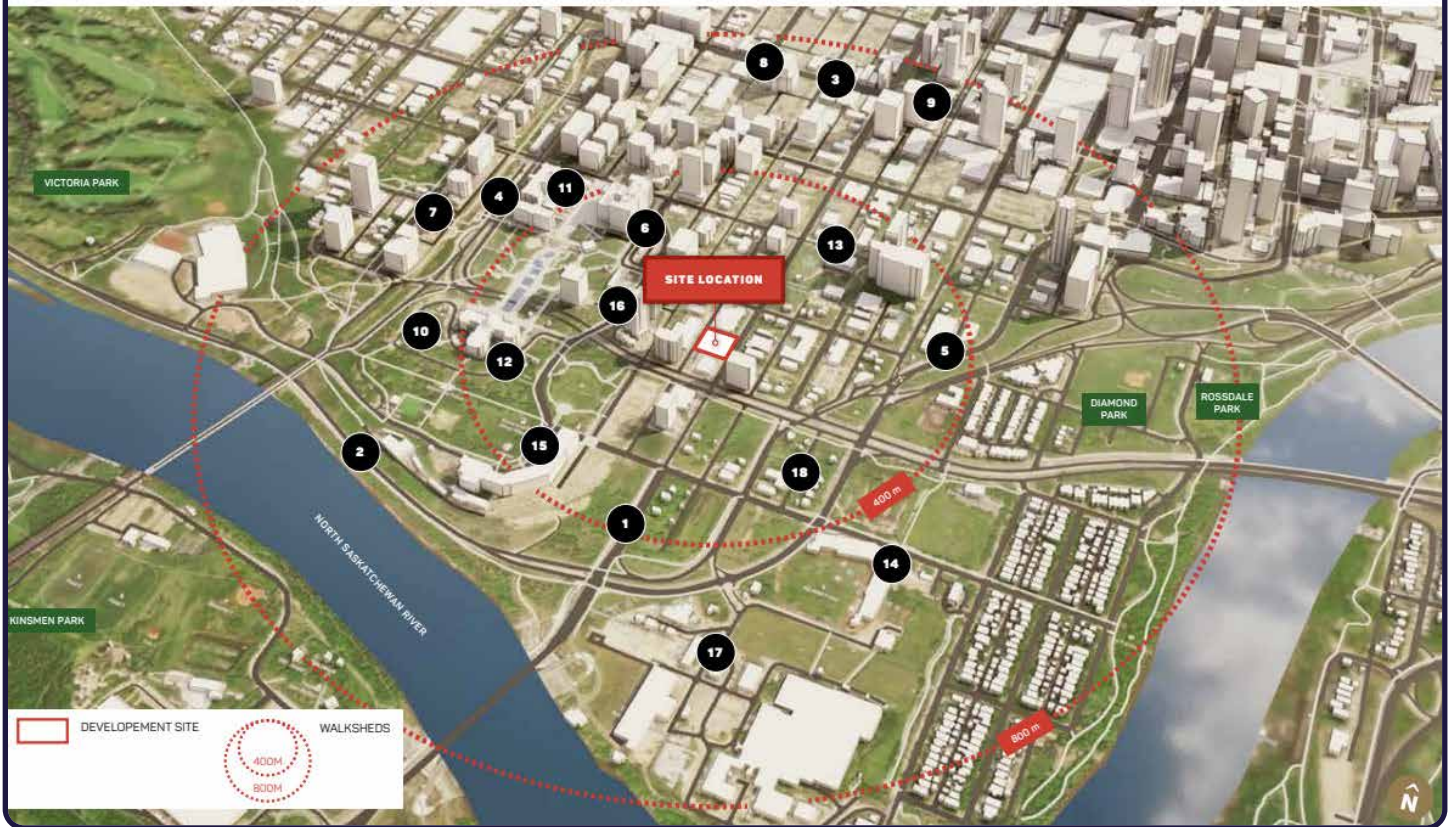 8
3
9
VICTORIA PARK
11
4
7
6
13
SITE LOCATION
16
10
12
5
DIAMOND
PARK
ROSSDALE
PARK
15
2
18
400 m
1
NORTH SASKATCHEWAN RIVER
14
KINSMEN PARK
17
800 m
DEVELOPEMENT SITE
WALKSHEDS
400M
800M
N